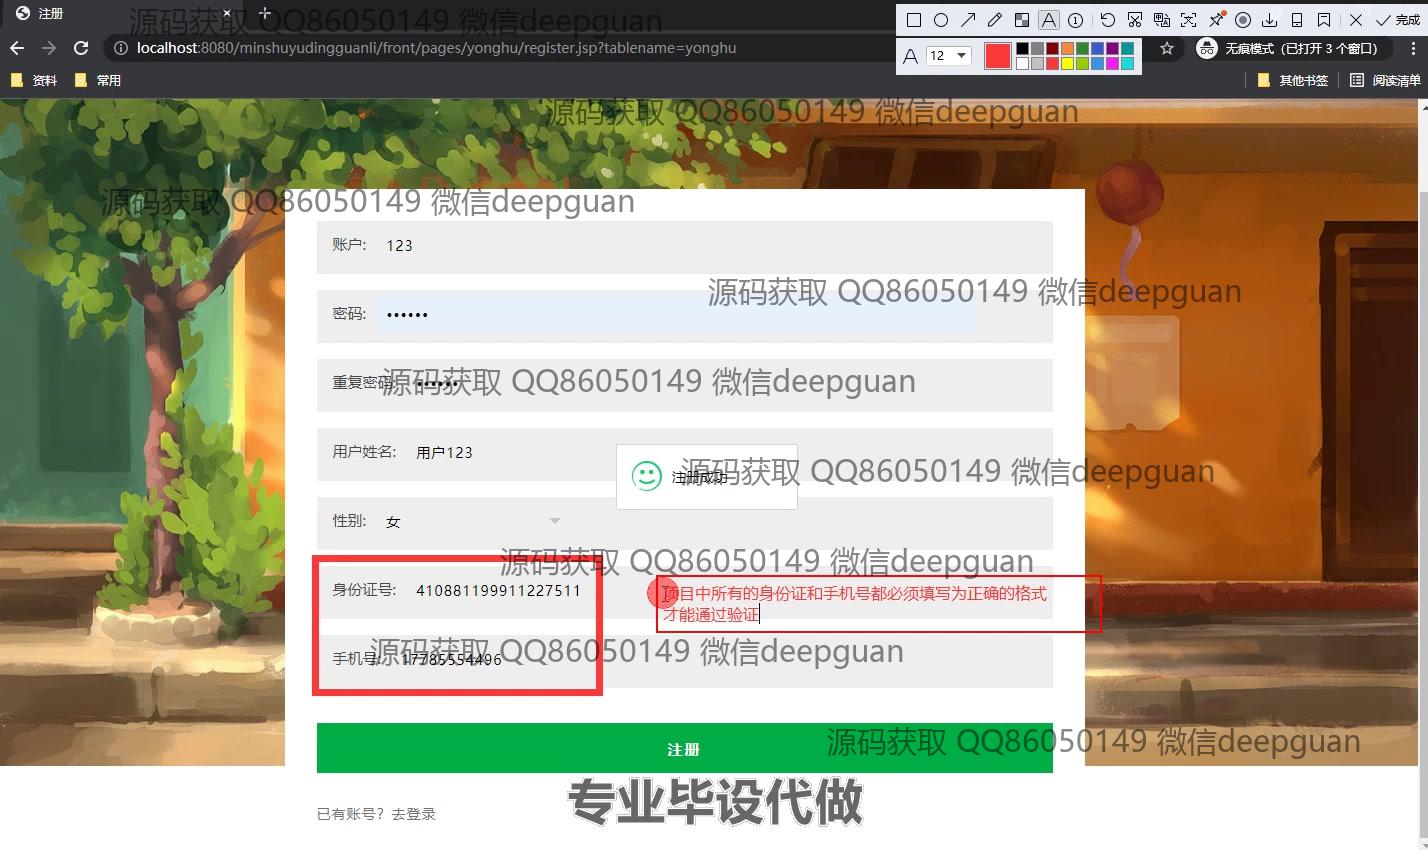 注册
源码获取 QQ86050149 微信deepguan
12
完成
localhost:8080/minshuyudingguanli/front/pages/yonghu/register.jsp?tablename=yonghu
无痕模式（已打开 3 个窗口）
资料
常用
其他书签
阅读清单
源码获取 QQ86050149 微信deepguan
源码获取 QQ86050149 微信deepguan
账户: 123
源码获取 QQ86050149 微信deepguan
密码: ••••••
重复密码: ••••••
源码获取 QQ86050149 微信deepguan
用户姓名: 用户123
注册成功
源码获取 QQ86050149 微信deepguan
性别: 女
源码获取 QQ86050149 微信deepguan
身份证号: 410881199911227511
项目中所有的身份证和手机号都必须填写为正确的格式
才能通过验证
手机号: 17785554496
源码获取 QQ86050149 微信deepguan
注册
源码获取 QQ86050149 微信deepguan
专业毕设代做
已有账号？去登录